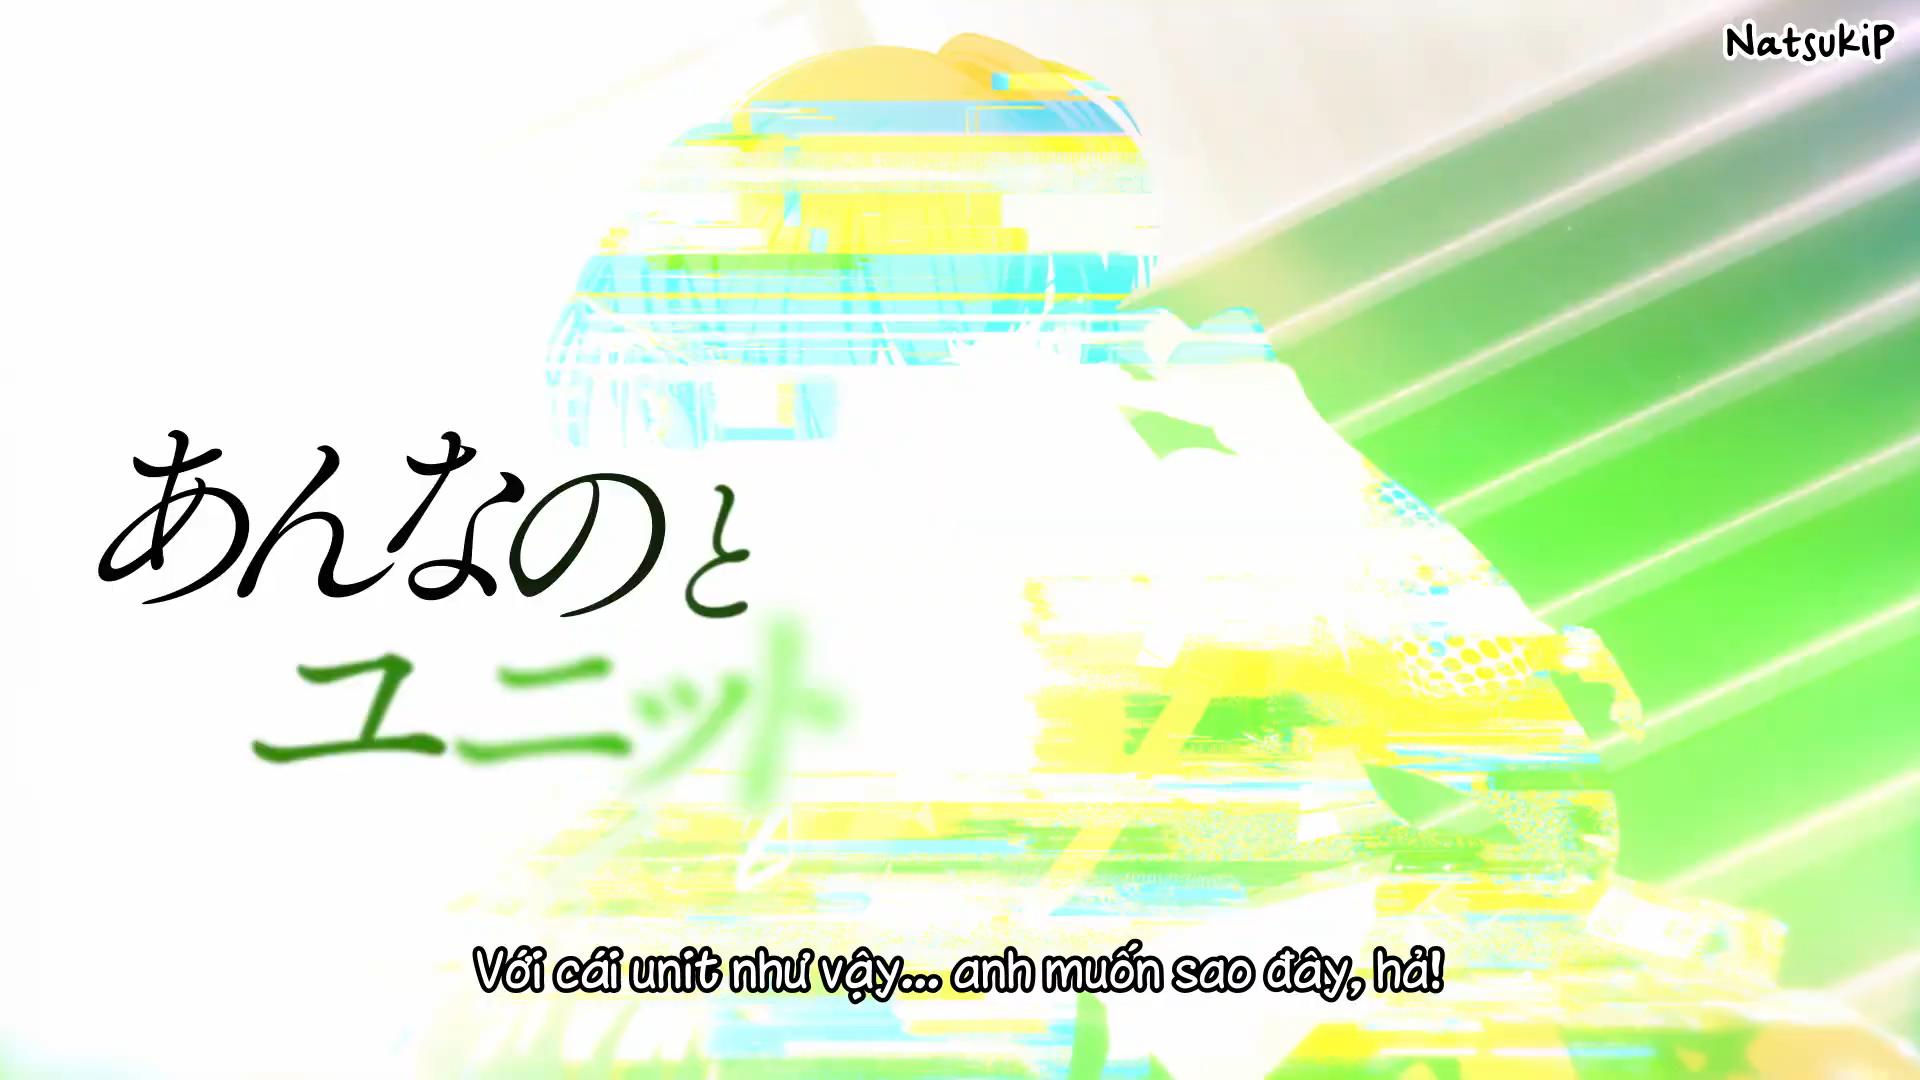 NatsukiP
あんなのと
ユニット
Với cái unit như vậy... anh muốn sao đây, hả!